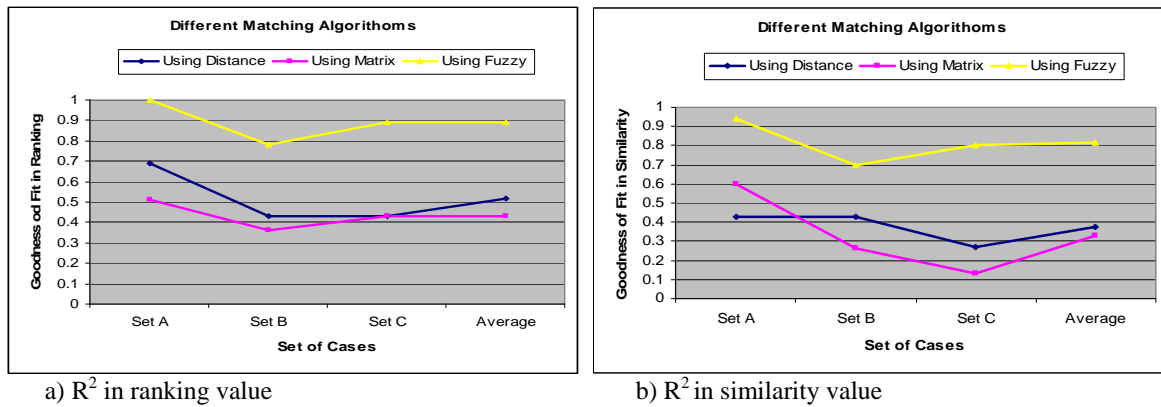 Different Matching Algorithoms
Using Distance
Using Matrix
Using Fuzzy
Goodness od Fit in Ranking
1
0.9
0.8
0.7
0.6
0.5
0.4
0.3
0.2
0.1
0
Set A
Set B
Set C
Average
Set of Cases
a) R² in ranking value
Different Matching Algorithoms
Using Distance
Using Matrix
Using Fuzzy
Goodness of Fit in Similarity
1
0.9
0.8
0.7
0.6
0.5
0.4
0.3
0.2
0.1
0
Set A
Set B
Set C
Average
Set of Cases
b) R² in similarity value